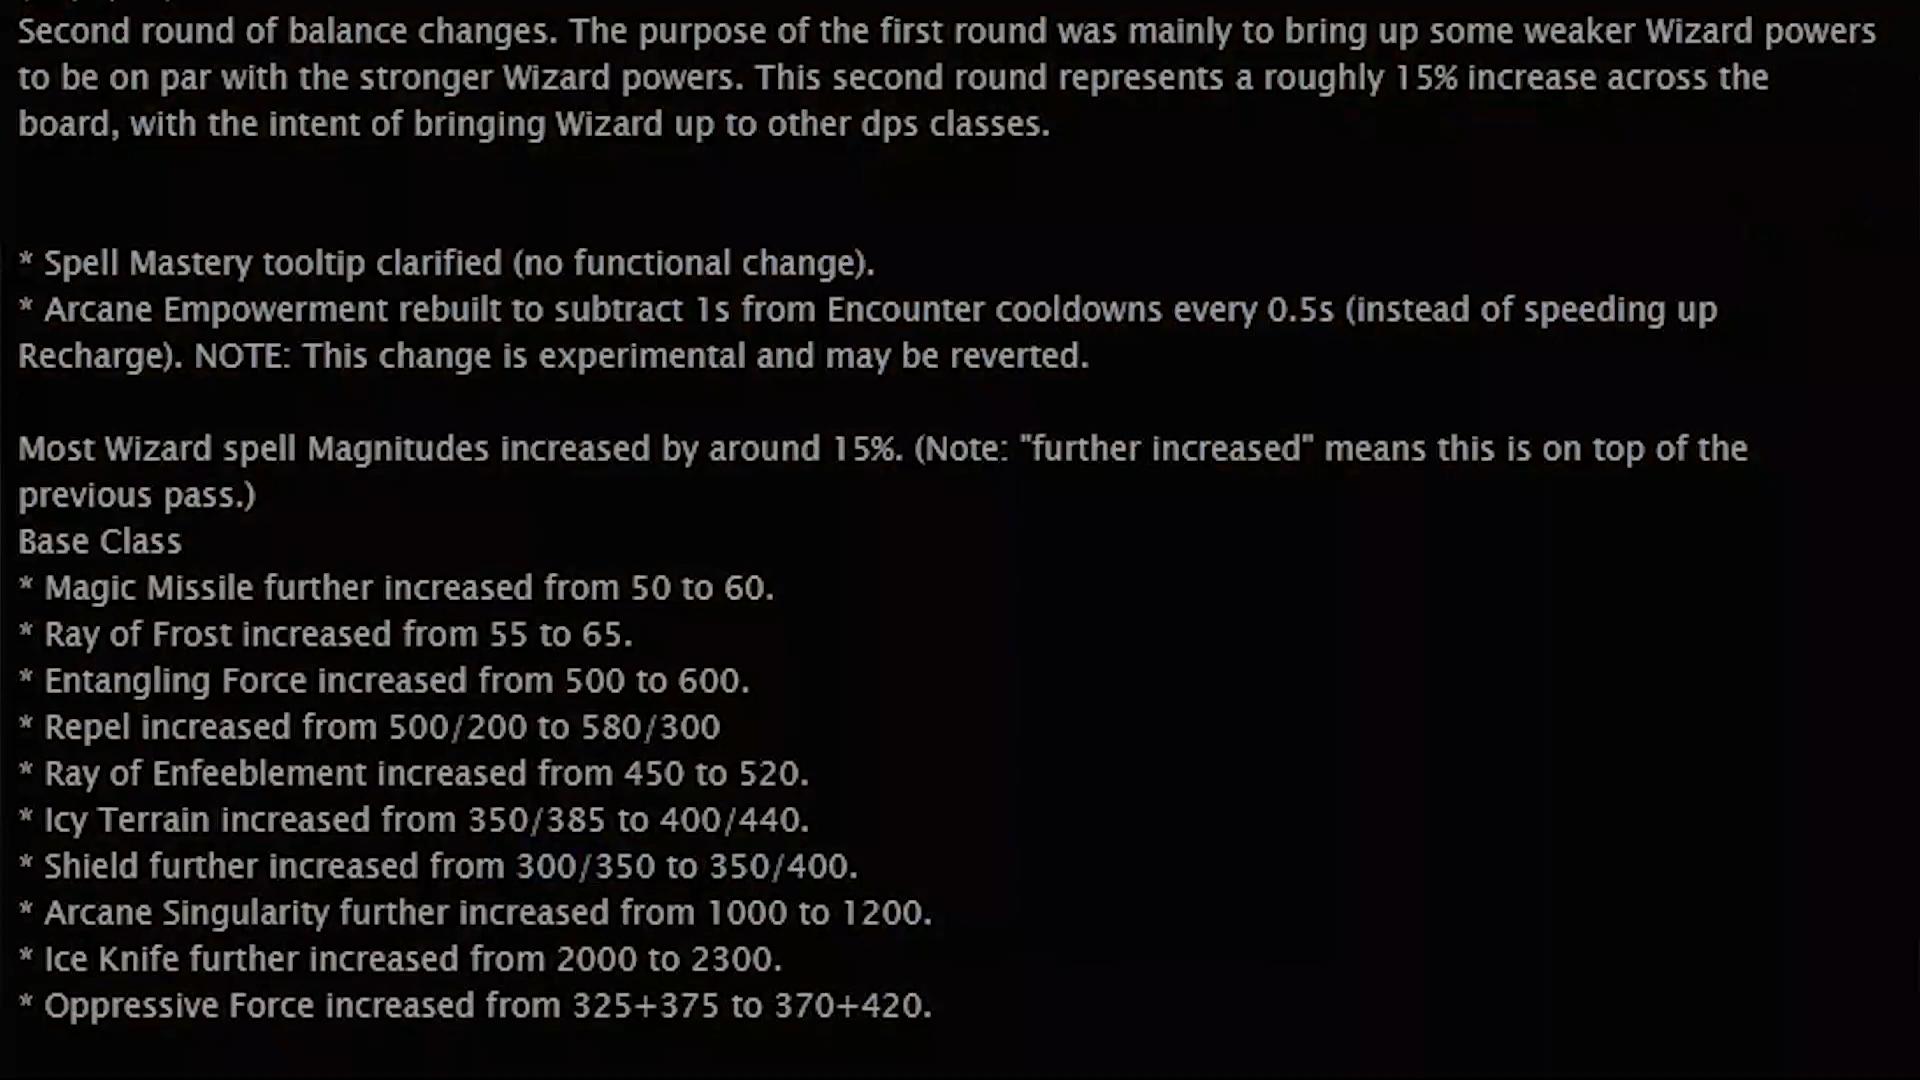 Second round of balance changes. The purpose of the first round was mainly to bring up some weaker Wizard powers
to be on par with the stronger Wizard powers. This second round represents a roughly 15% increase across the
board, with the intent of bringing Wizard up to other dps classes.
* Spell Mastery tooltip clarified (no functional change).
* Arcane Empowerment rebuilt to subtract 1s from Encounter cooldowns every 0.5s (instead of speeding up
Recharge). NOTE: This change is experimental and may be reverted.
Most Wizard spell Magnitudes increased by around 15%. (Note: "further increased" means this is on top of the
previous pass.)
Base Class
* Magic Missile further increased from 50 to 60.
* Ray of Frost increased from 55 to 65.
* Entangling Force increased from 500 to 600.
* Repel increased from 500/200 to 580/300
* Ray of Enfeeblement increased from 450 to 520.
* Icy Terrain increased from 350/385 to 400/440.
* Shield further increased from 300/350 to 350/400.
* Arcane Singularity further increased from 1000 to 1200.
* Ice Knife further increased from 2000 to 2300.
* Oppressive Force increased from 325+375 to 370+420.